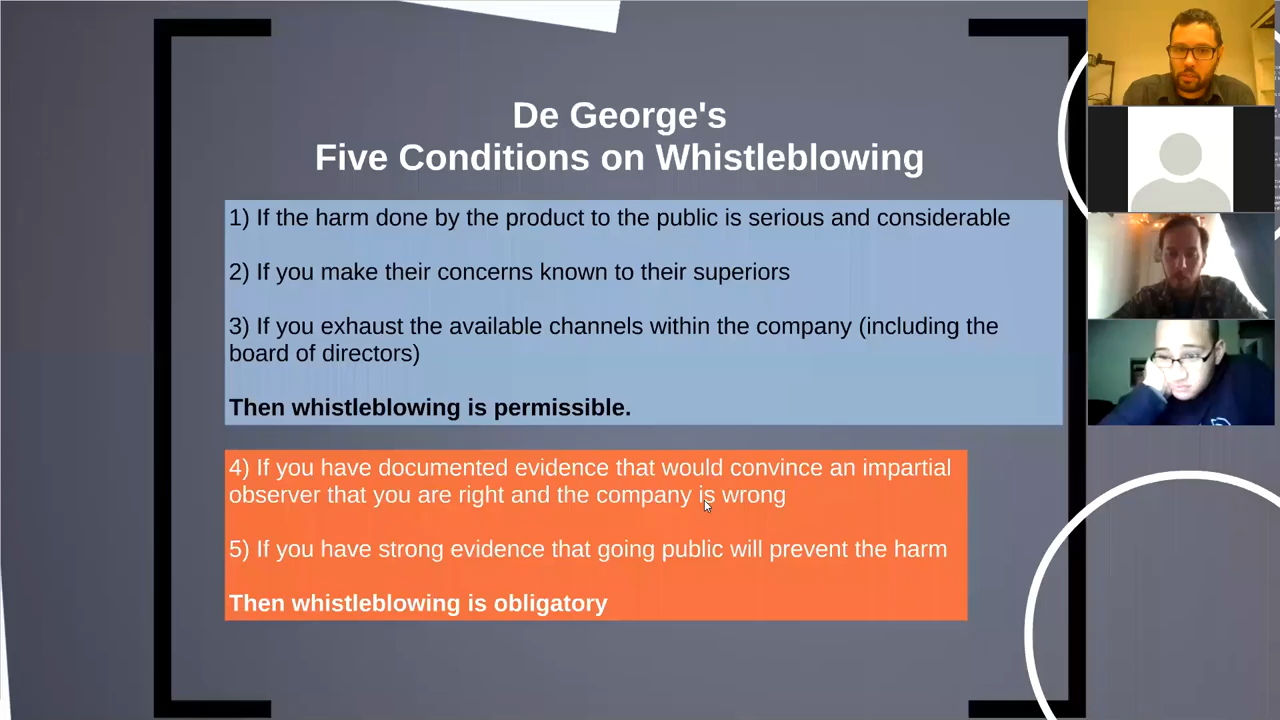 De George's
Five Conditions on Whistleblowing
1) If the harm done by the product to the public is serious and considerable
2) If you make their concerns known to their superiors
3) If you exhaust the available channels within the company (including the
board of directors)
Then whistleblowing is permissible.
4) If you have documented evidence that would convince an impartial
observer that you are right and the company is wrong
5) If you have strong evidence that going public will prevent the harm
Then whistleblowing is obligatory